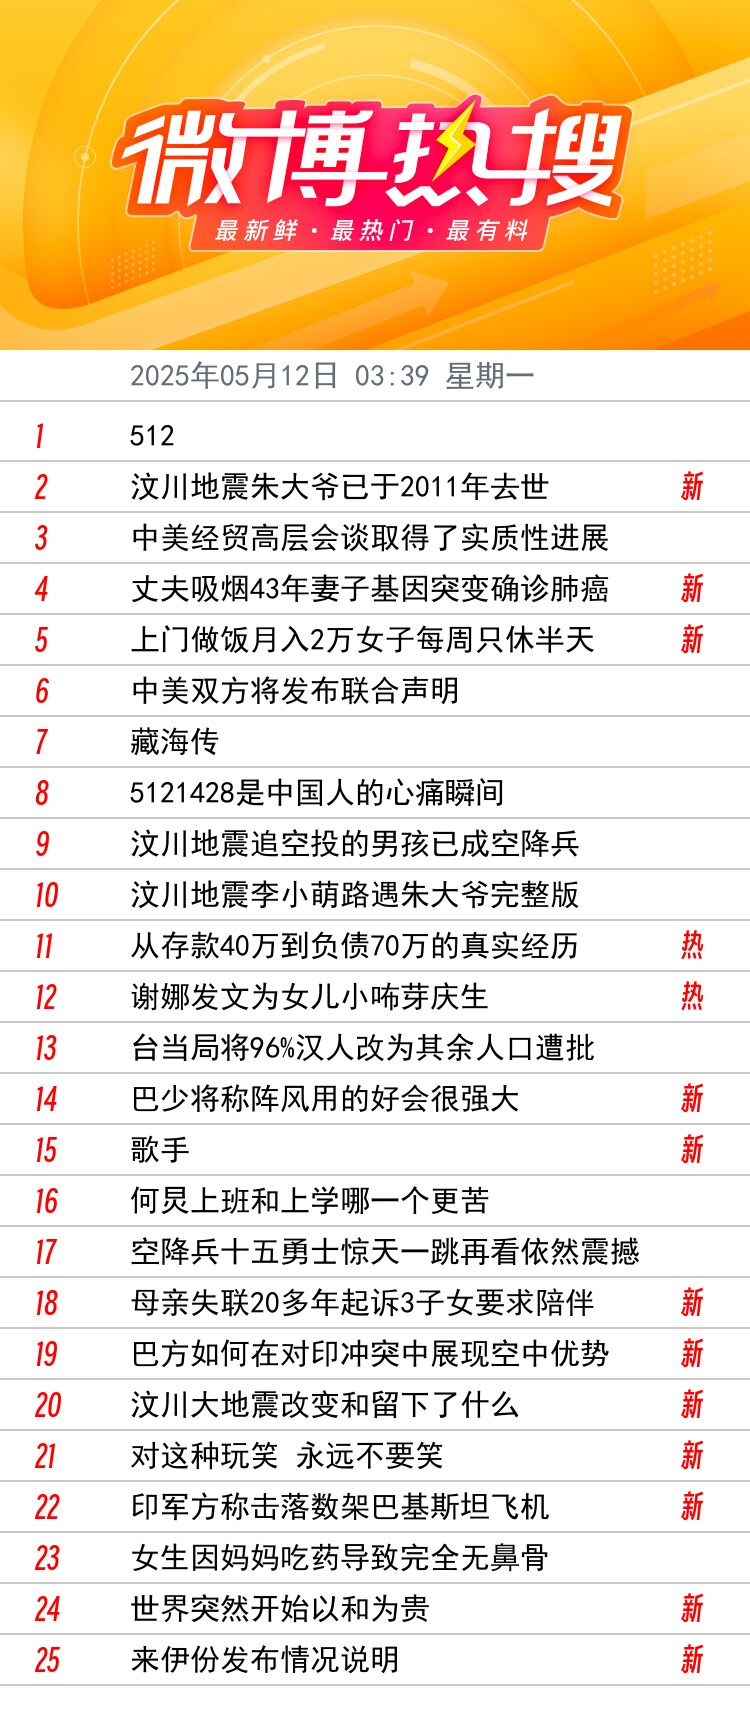 微博热搜
最新鲜·最热门·最有料
2025年05月12日 03:39 星期一
1 512
2 汶川地震朱大爷已于2011年去世 新
3 中美经贸高层会谈取得了实质性进展
4 丈夫吸烟43年妻子基因突变确诊肺癌 新
5 上门做饭月入2万女子每周只休半天 新
6 中美双方将发布联合声明
7 藏海传
8 5121428是中国人的心痛瞬间
9 汶川地震追空投的男孩已成空降兵
10 汶川地震李小萌路遇朱大爷完整版
11 从存款40万到负债70万的真实经历 热
12 谢娜发文为女儿小咘芽庆生 热
13 台当局将96%汉人改为其余人口遭批
14 巴少将称阵风用的好会很强大 新
15 歌手 新
16 何炅上班和上学哪一个更苦
17 空降兵十五勇士惊天一跳再看依然震撼
18 母亲失联20多年起诉3子女要求陪伴 新
19 巴方如何在对印冲突中展现空中优势 新
20 汶川大地震改变和留下了什么 新
21 对这种玩笑 永远不要笑 新
22 印军方称击落数架巴基斯坦飞机 新
23 女生因妈妈吃药导致完全无鼻骨
24 世界突然开始以和为贵 新
25 来伊份发布情况说明 新